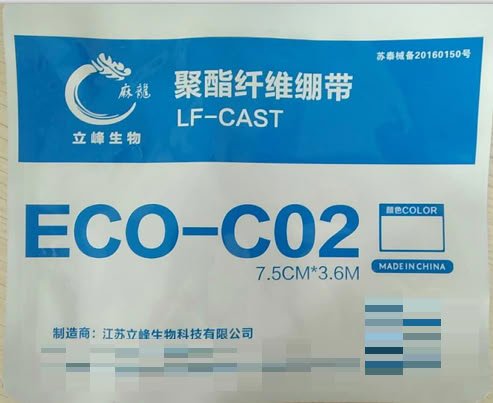 苏泰械备20160150号
麻龍
立峰生物
聚酯纤维绷带
LF-CAST
ECO-C02
颜色COLOR
7.5CM*3.6M
MADE IN CHINA
制造商：江苏立峰生物科技有限公司